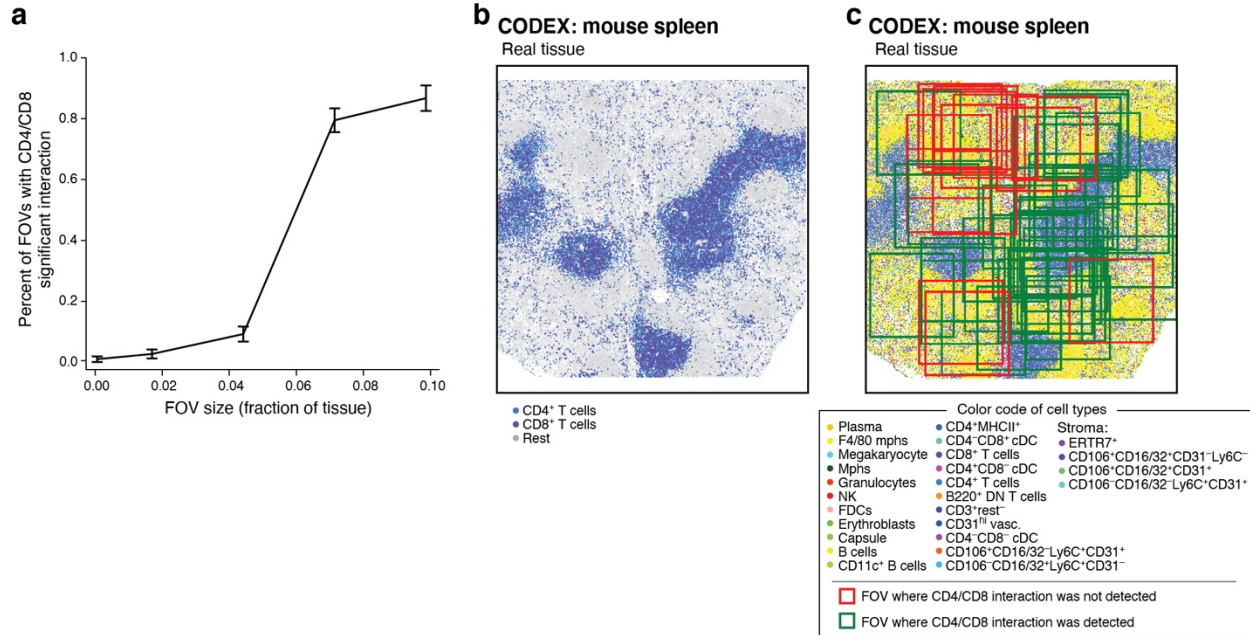 a
1.0
0.8
0.6
0.4
0.2
0.0
Percent of FOVs with CD4/CD8
significant interaction
0.00 0.02 0.04 0.06 0.08 0.10
FOV size (fraction of tissue)
b
CODEX: mouse spleen
Real tissue
CD4⁺ T cells
CD8⁺ T cells
Rest
c
CODEX: mouse spleen
Real tissue
Color code of cell types
Plasma
F4/80 mphs
Megakaryocyte
Mphs
Granulocytes
NK
FDCs
Erythroblasts
Capsule
B cells
CD11c⁺ B cells
CD4⁺MHCII⁺
CD4⁻CD8⁺ cDC
CD8⁺ T cells
CD4⁺CD8⁻ cDC
CD4⁺ T cells
B220⁺ DN T cells
CD3⁺rest⁻
CD31ʰⁱ vasc.
CD4⁻CD8⁻ cDC
CD106⁺CD16/32⁻Ly6C⁺CD31⁺
CD106⁻CD16/32⁺Ly6C⁺CD31⁻
Stroma:
ERTR7⁺
CD106⁺CD16/32⁺CD31⁻Ly6C⁻
CD106⁺CD16/32⁺CD31⁺
CD106⁻CD16/32⁻Ly6C⁺CD31⁺
FOV where CD4/CD8 interaction was not detected
FOV where CD4/CD8 interaction was detected